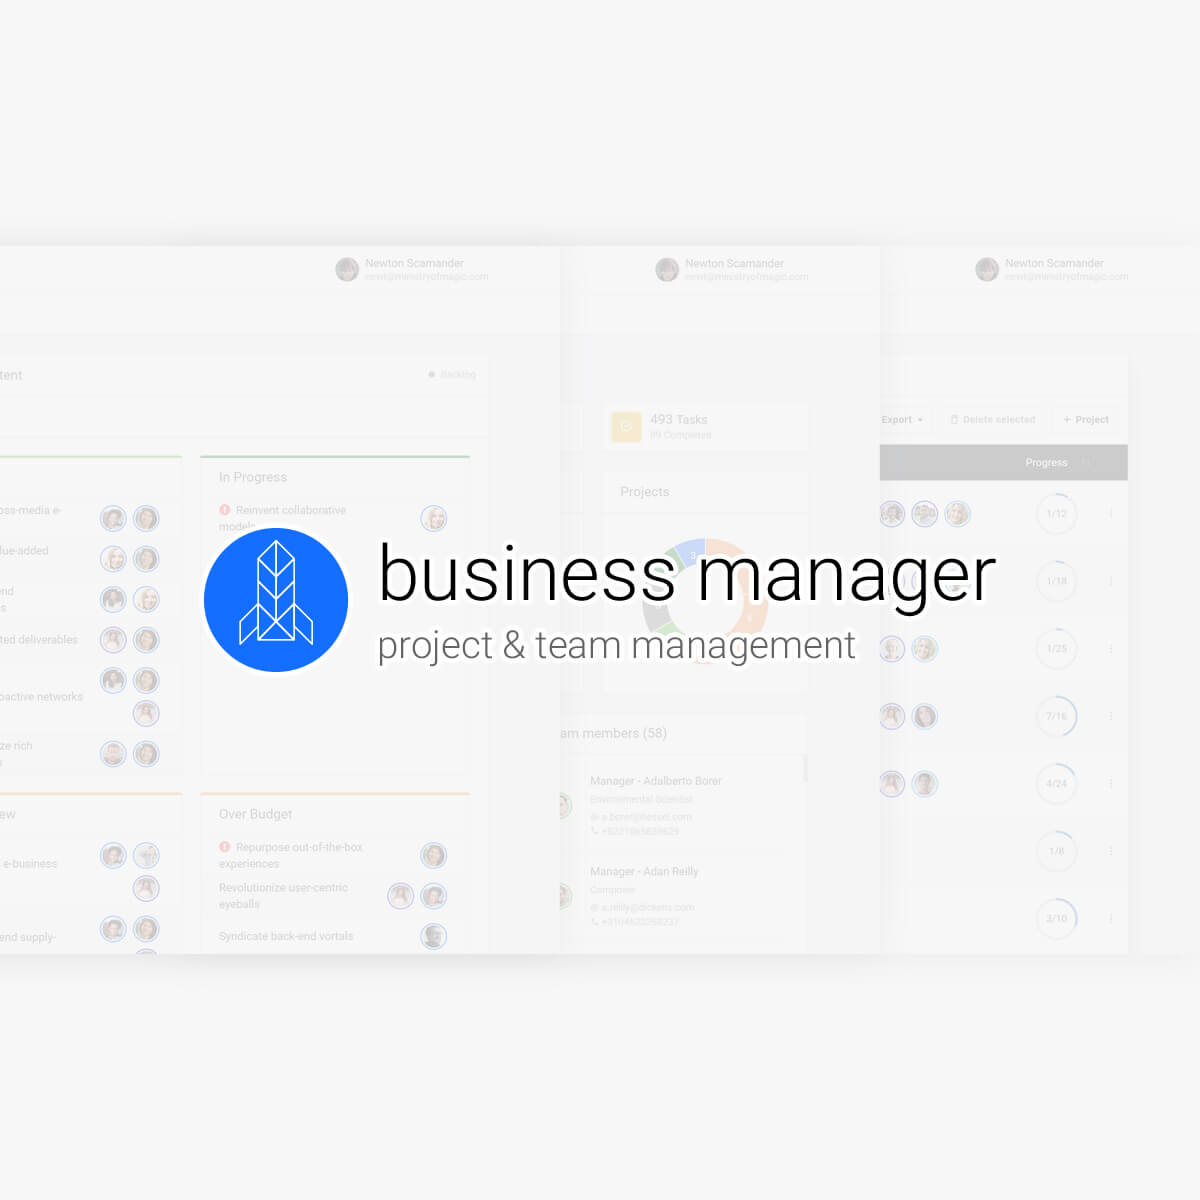 Newton Scamander
newt@ministryofmagic.com
Newton Scamander
newt@ministryofmagic.com
Newton Scamander
newt@ministryofmagic.com
tent
Backlog
In Progress
oss-media e-
Reinvent collaborative
models
lue-added
end
s
ted deliverables
oactive networks
ze rich
ew
Over Budget
e-business
Repurpose out-of-the-box
experiences
Revolutionize user-centric
eyeballs
end supply-
Syndicate back-end vortals
493 Tasks
89 Completed
Projects
3
4
business manager
project & team management
am members (58)
Manager - Adalberto Borer
Environmental Scientist
Manager - Adan Reilly
Composer
a.reilly@dickens.com
+3104622268237
Export
Delete selected
+ Project
Progress
1/12
1/18
1/25
7/16
4/24
1/8
3/10